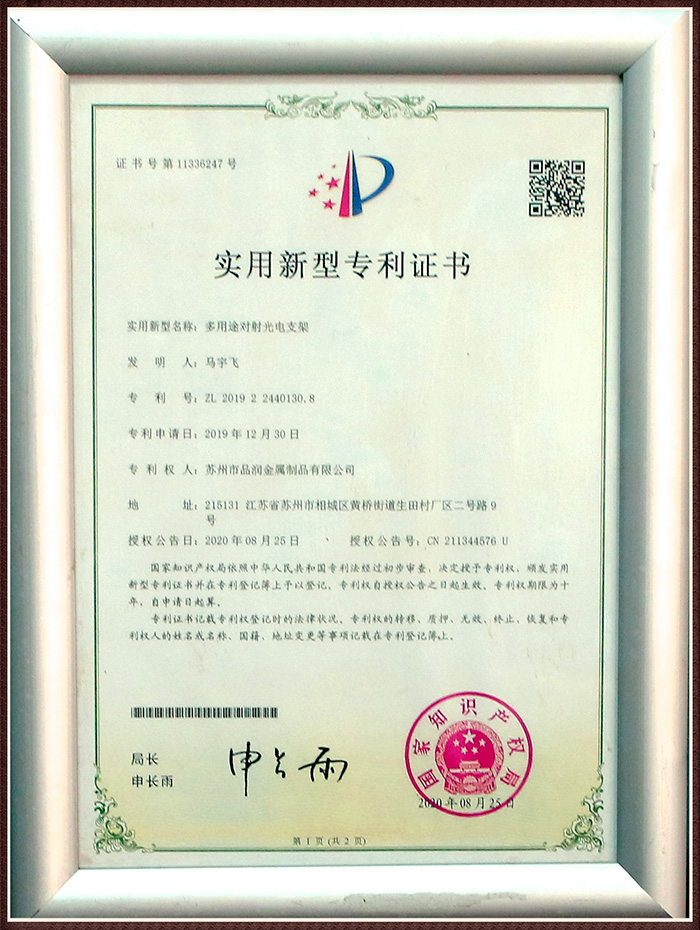 证书号第11336247号
实用新型专利证书
实用新型名称：多用途对射光电支架
发明人：马宇飞
专利号：ZL 2019 2 2440130.8
专利申请日：2019年12月30日
专利权人：苏州市品润金属制品有限公司
地址：215131 江苏省苏州市相城区黄桥街道生田村厂区二号路9
号
授权公告日：2020年08月25日 授权公告号：CN 211344576 U
国家知识产权局依照中华人民共和国专利法经过初步审查，决定授予专利权，颁发实用
新型专利证书并在专利登记簿上予以登记。专利权自授权公告之日起生效。专利权期限为十
年，自申请日起算。
专利证书记载专利权登记时的法律状况。专利权的转移、质押、无效、终止、恢复和专
利权人的姓名或名称、国籍、地址变更等事项记载在专利登记簿上。
局长
申长雨
申长雨
国家知识产权局
2020年08月25日
第1页（共2页）